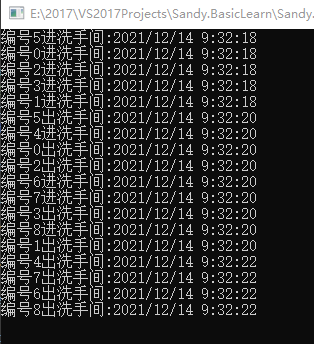 E:\2017\VS2017Projects\Sandy.BasicLearn\Sandy.
编号5进洗手间:2021/12/14 9:32:18
编号0进洗手间:2021/12/14 9:32:18
编号2进洗手间:2021/12/14 9:32:18
编号3进洗手间:2021/12/14 9:32:18
编号1进洗手间:2021/12/14 9:32:18
编号5出洗手间:2021/12/14 9:32:20
编号4进洗手间:2021/12/14 9:32:20
编号0出洗手间:2021/12/14 9:32:20
编号2出洗手间:2021/12/14 9:32:20
编号6进洗手间:2021/12/14 9:32:20
编号7进洗手间:2021/12/14 9:32:20
编号3出洗手间:2021/12/14 9:32:20
编号8进洗手间:2021/12/14 9:32:20
编号1出洗手间:2021/12/14 9:32:20
编号4出洗手间:2021/12/14 9:32:22
编号7出洗手间:2021/12/14 9:32:22
编号6出洗手间:2021/12/14 9:32:22
编号8出洗手间:2021/12/14 9:32:22